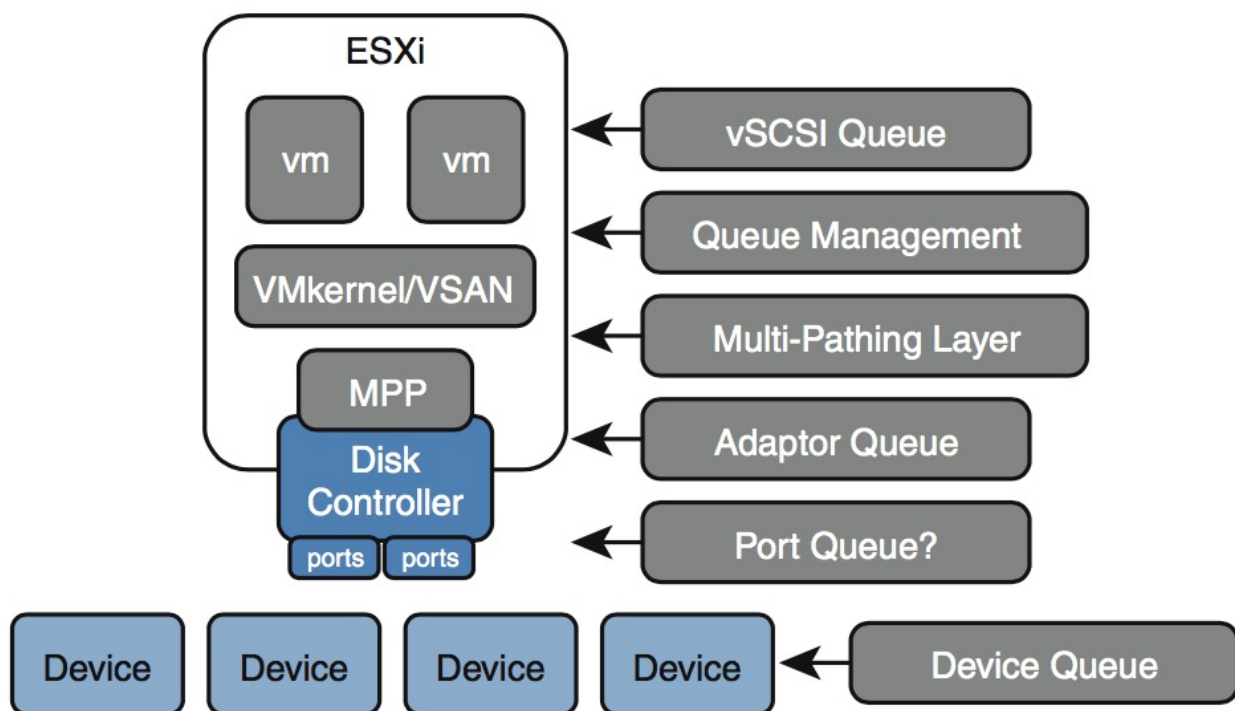 ESXi
vm
vm
VMkernel/VSAN
MPP
Disk
Controller
ports
ports
vSCSI Queue
Queue Management
Multi-Pathing Layer
Adaptor Queue
Port Queue?
Device
Device
Device
Device
Device Queue